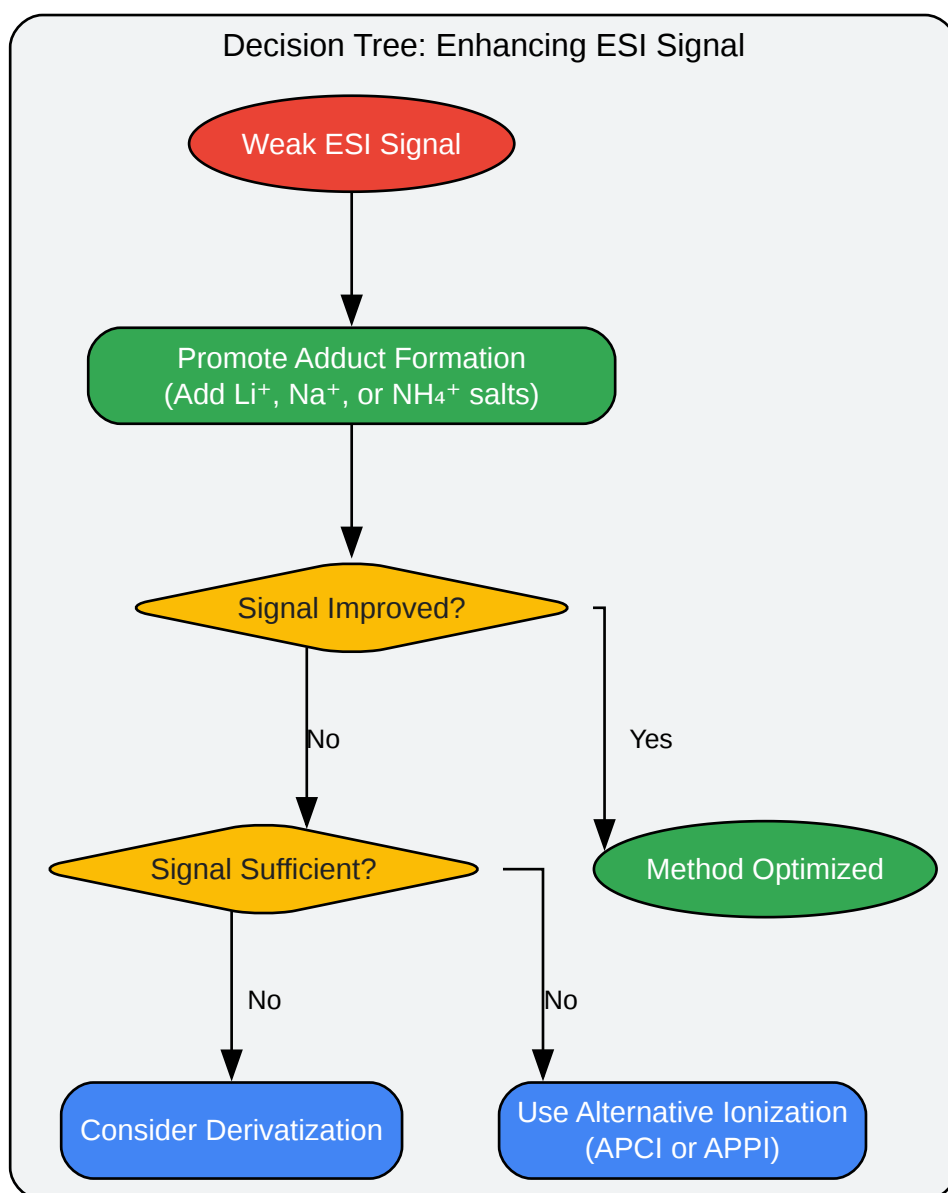 Decision Tree: Enhancing ESI Signal
Weak ESI Signal
Promote Adduct Formation
(Add Li⁺, Na⁺, or NH₄⁺ salts)
Signal Improved?
No
Yes
Signal Sufficient?
Method Optimized
No
No
Consider Derivatization
Use Alternative Ionization
(APCI or APPI)